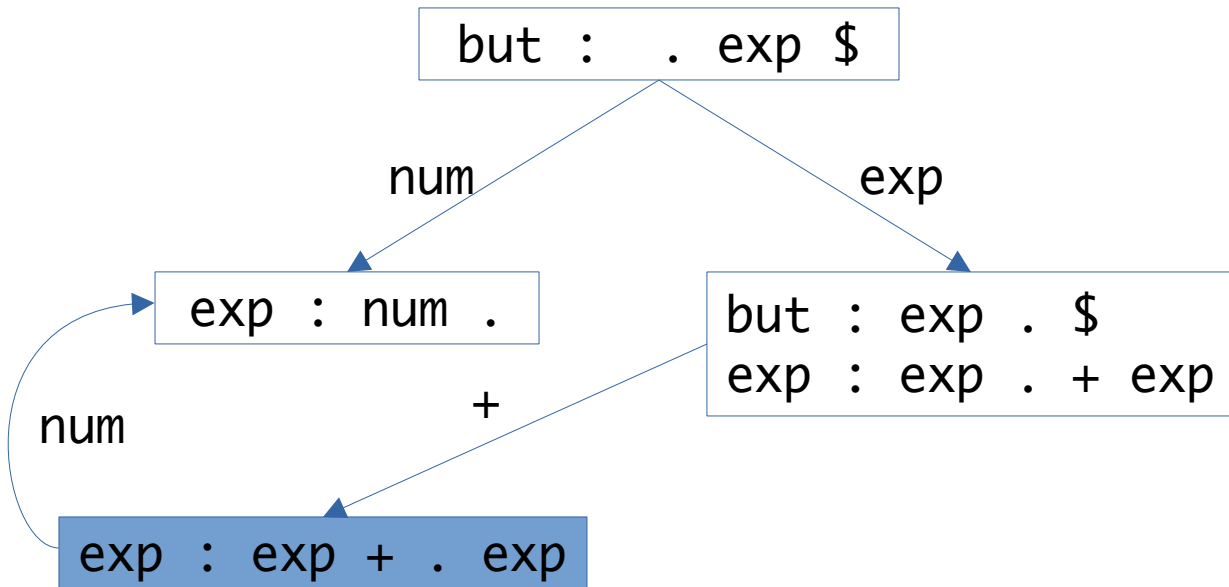 but :  . exp $
num
exp
exp : num .
but : exp . $
exp : exp . + exp
+
num
exp : exp + . exp